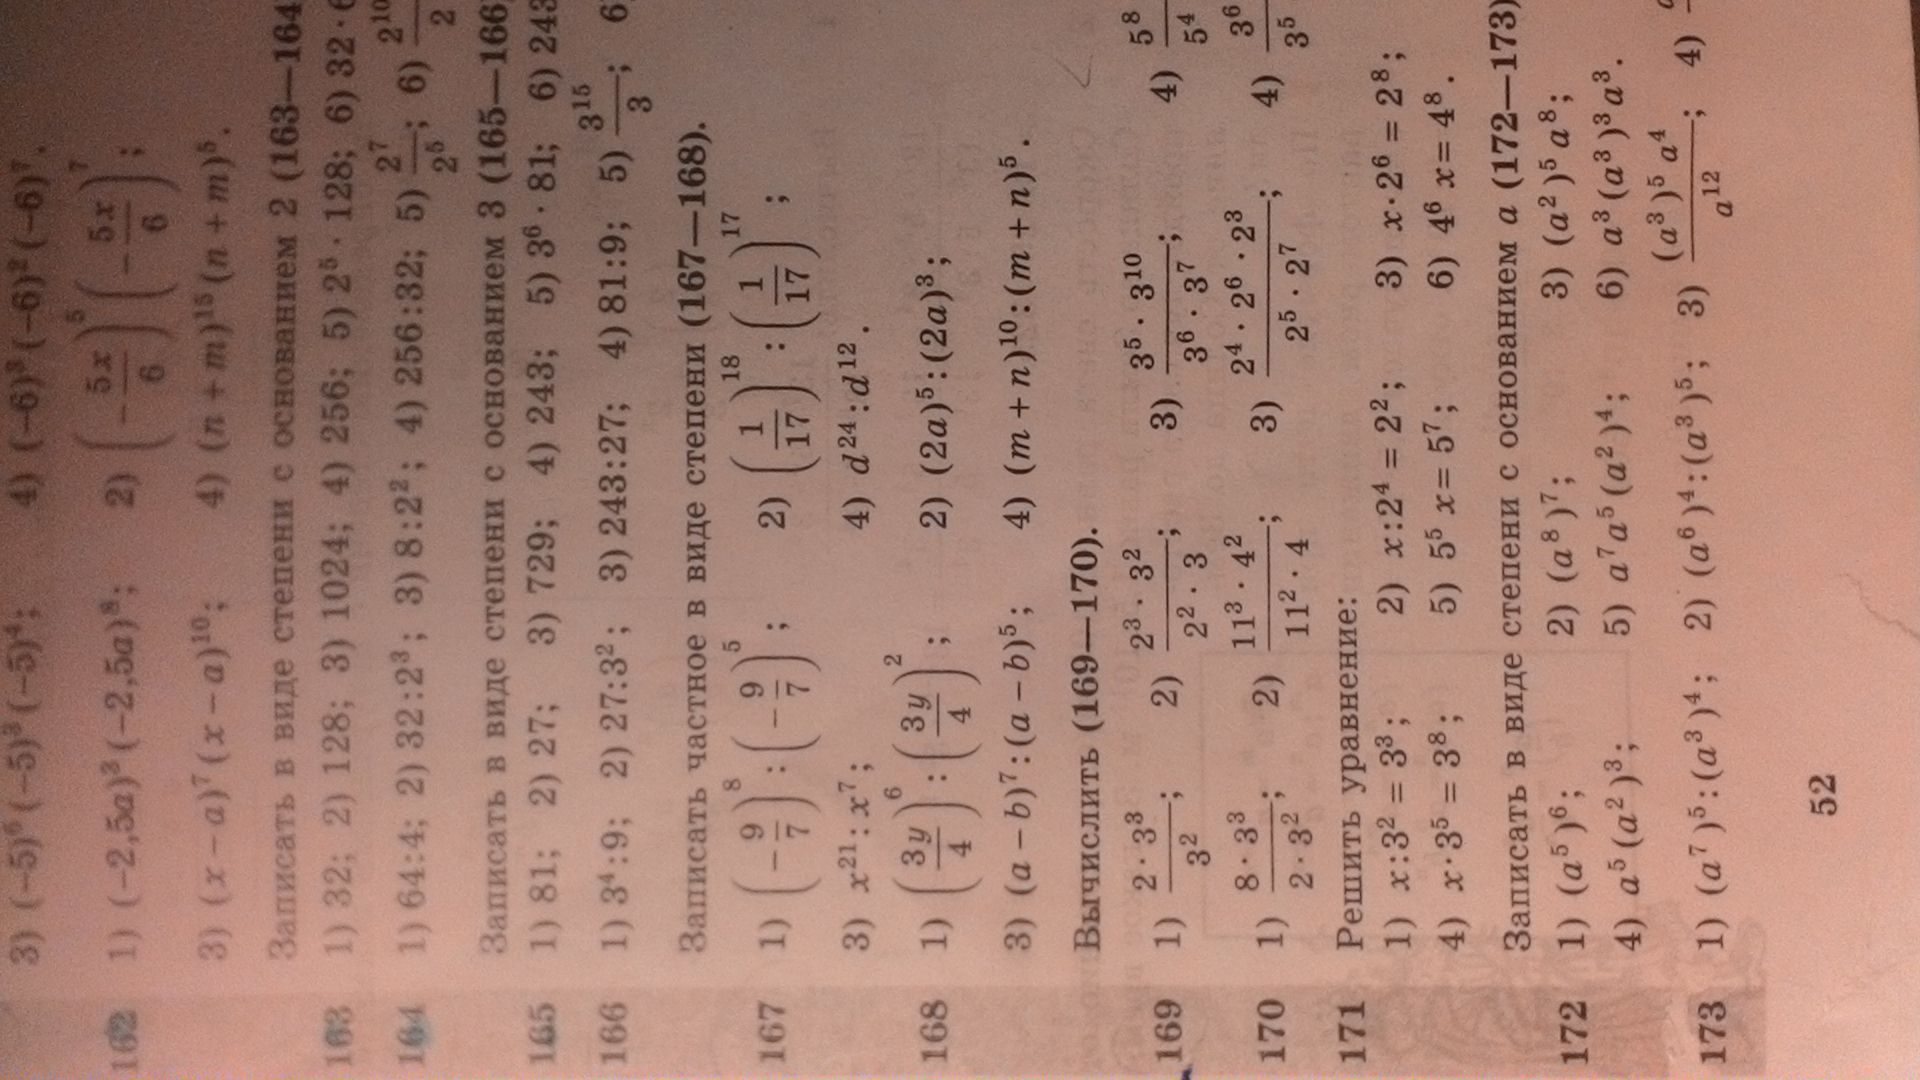 3) (−5)⁶(−5)³(−5)⁴; 4) (−6)³(−6)²(−6)⁷.
162 1) (−2,5a)³(−2,5a)⁸; 2) (−5x/6)⁵(−5x/6)⁷;
3) (x−a)⁷(x−a)¹⁰; 4) (n+m)¹⁵(n+m)⁵.
Записать в виде степени с основанием 2 (163—164
163 1) 32; 2) 128; 3) 1024; 4) 256; 5) 2⁵·128; 6) 32·
164 1) 64:4; 2) 32:2³; 3) 8:2²; 4) 256:32; 5) 2⁷/2⁵; 6) 2¹⁰/2
Записать в виде степени с основанием 3 (165—166
165 1) 81; 2) 27; 3) 729; 4) 243; 5) 3⁶·81; 6) 243
166 1) 3⁴:9; 2) 27:3²; 3) 243:27; 4) 81:9; 5) 3¹⁵/3; 6
Записать частное в виде степени (167—168).
167 1) (−9/7)⁸:(−9/7)⁵; 2) (1/17)¹⁸:(1/17)¹⁷;
3) x²¹:x⁷; 4) d²⁴:d¹².
168 1) (3y/4)⁶:(3y/4)²; 2) (2a)⁵:(2a)³;
3) (a−b)⁷:(a−b)⁵; 4) (m+n)¹⁰:(m+n)⁵.
Вычислить (169—170).
169 1) 2·3³/3²; 2) 2³·3²/2²·3; 3) 3⁵·3¹⁰/3⁶·3⁷; 4) 5⁸/5⁴
170 1) 8·3³/2·3²; 2) 11³·4²/11²·4; 3) 2⁴·2⁶·2³/2⁵·2⁷; 4) 3⁶/3⁵
171 Решить уравнение:
1) x:3²=3³; 2) x:2⁴=2²; 3) x·2⁶=2⁸;
4) x·3⁵=3⁸; 5) 5⁵x=5⁷; 6) 4⁶x=4⁸.
Записать в виде степени с основанием a (172—173)
172 1) (a⁵)⁶; 2) (a⁸)⁷; 3) (a²)⁵a⁸;
4) a⁵(a²)³; 5) a⁷a⁵(a²)⁴; 6) a³(a³)³a³.
173 1) (a⁷)⁵:(a³)⁴; 2) (a⁶)⁴:(a³)⁵; 3) (a³)⁵a⁴/a¹²; 4)
52